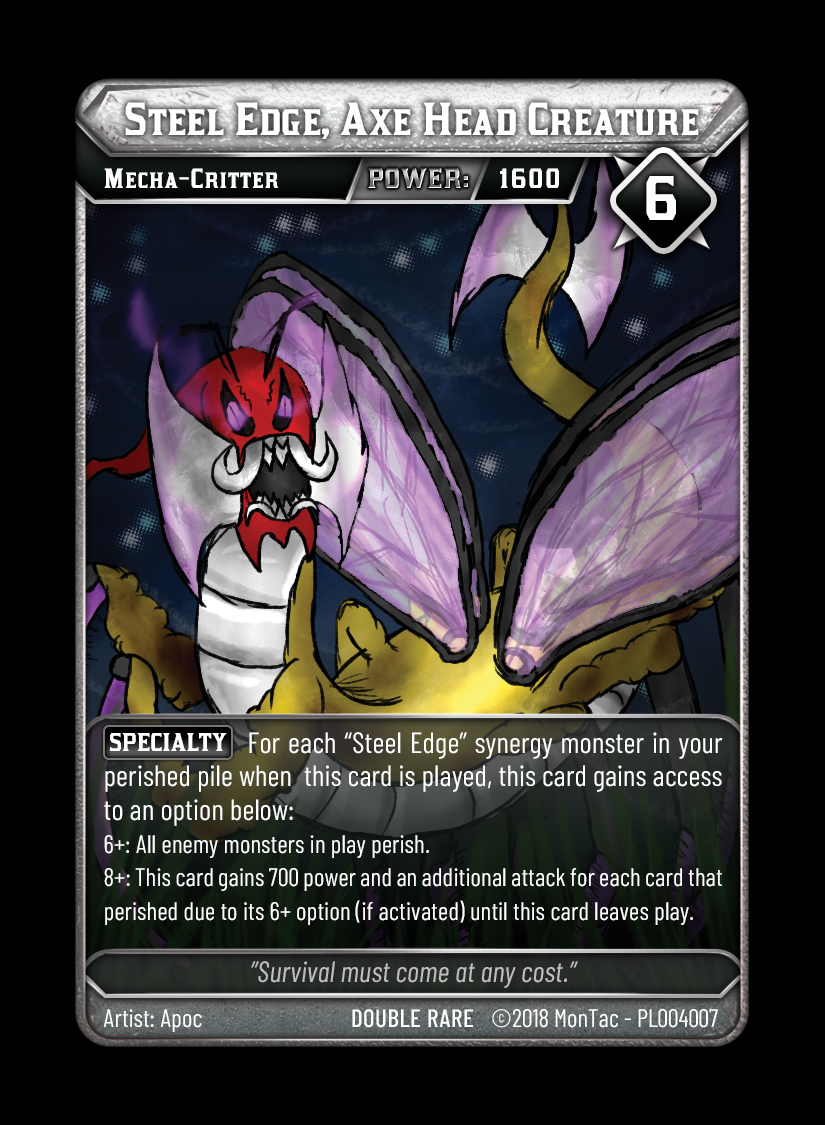 Steel Edge, Axe Head Creature
Mecha-Critter POWER: 1600
6
SPECIALTY For each "Steel Edge" synergy monster in your
perished pile when this card is played, this card gains access
to an option below:
6+: All enemy monsters in play perish.
8+: This card gains 700 power and an additional attack for each card that
perished due to its 6+ option (if activated) until this card leaves play.
"Survival must come at any cost."
Artist: Apoc DOUBLE RARE ©2018 MonTac - PL004007